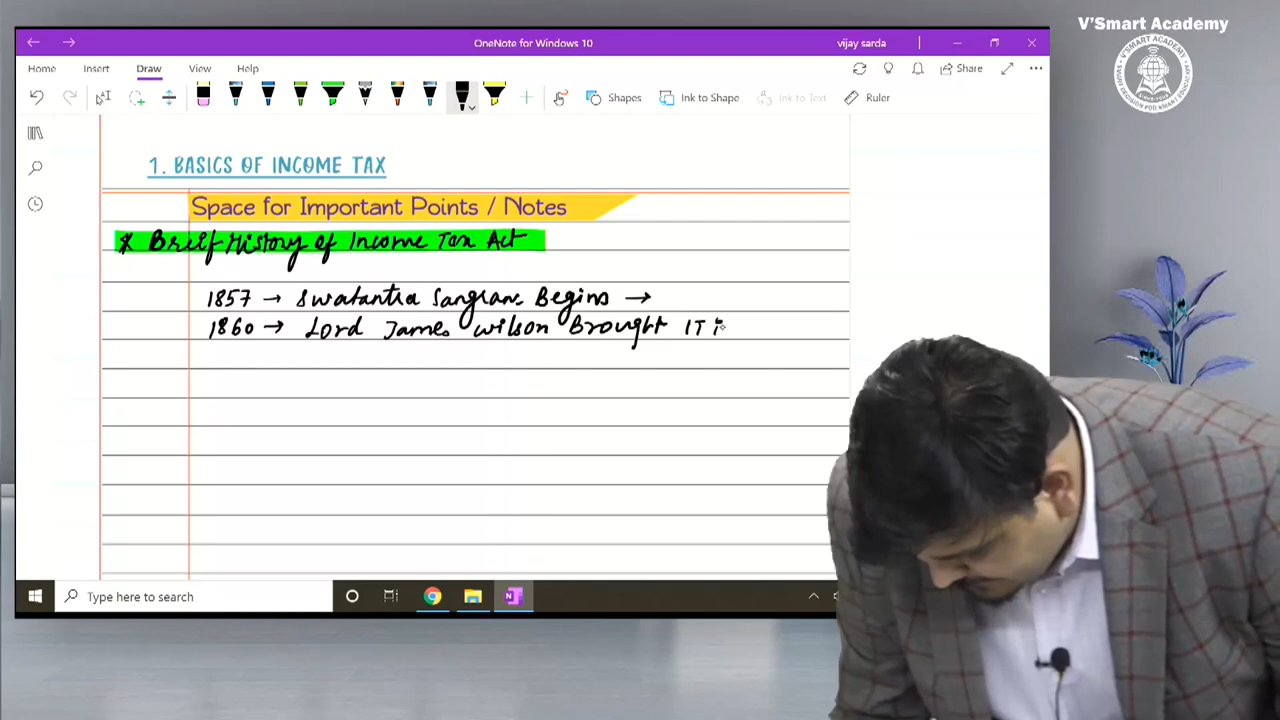 V'Smart Academy
OneNote for Windows 10
vijay sarda
Home Insert Draw View Help
Share
Shapes Ink to Shape Ink to Text Ruler
1. BASICS OF INCOME TAX
Space for Important Points / Notes
* Brief History of Income Tax Act
1857 → Swatantra Sangram Begins →
1860 → Lord James Wilson Brought IT i
Type here to search